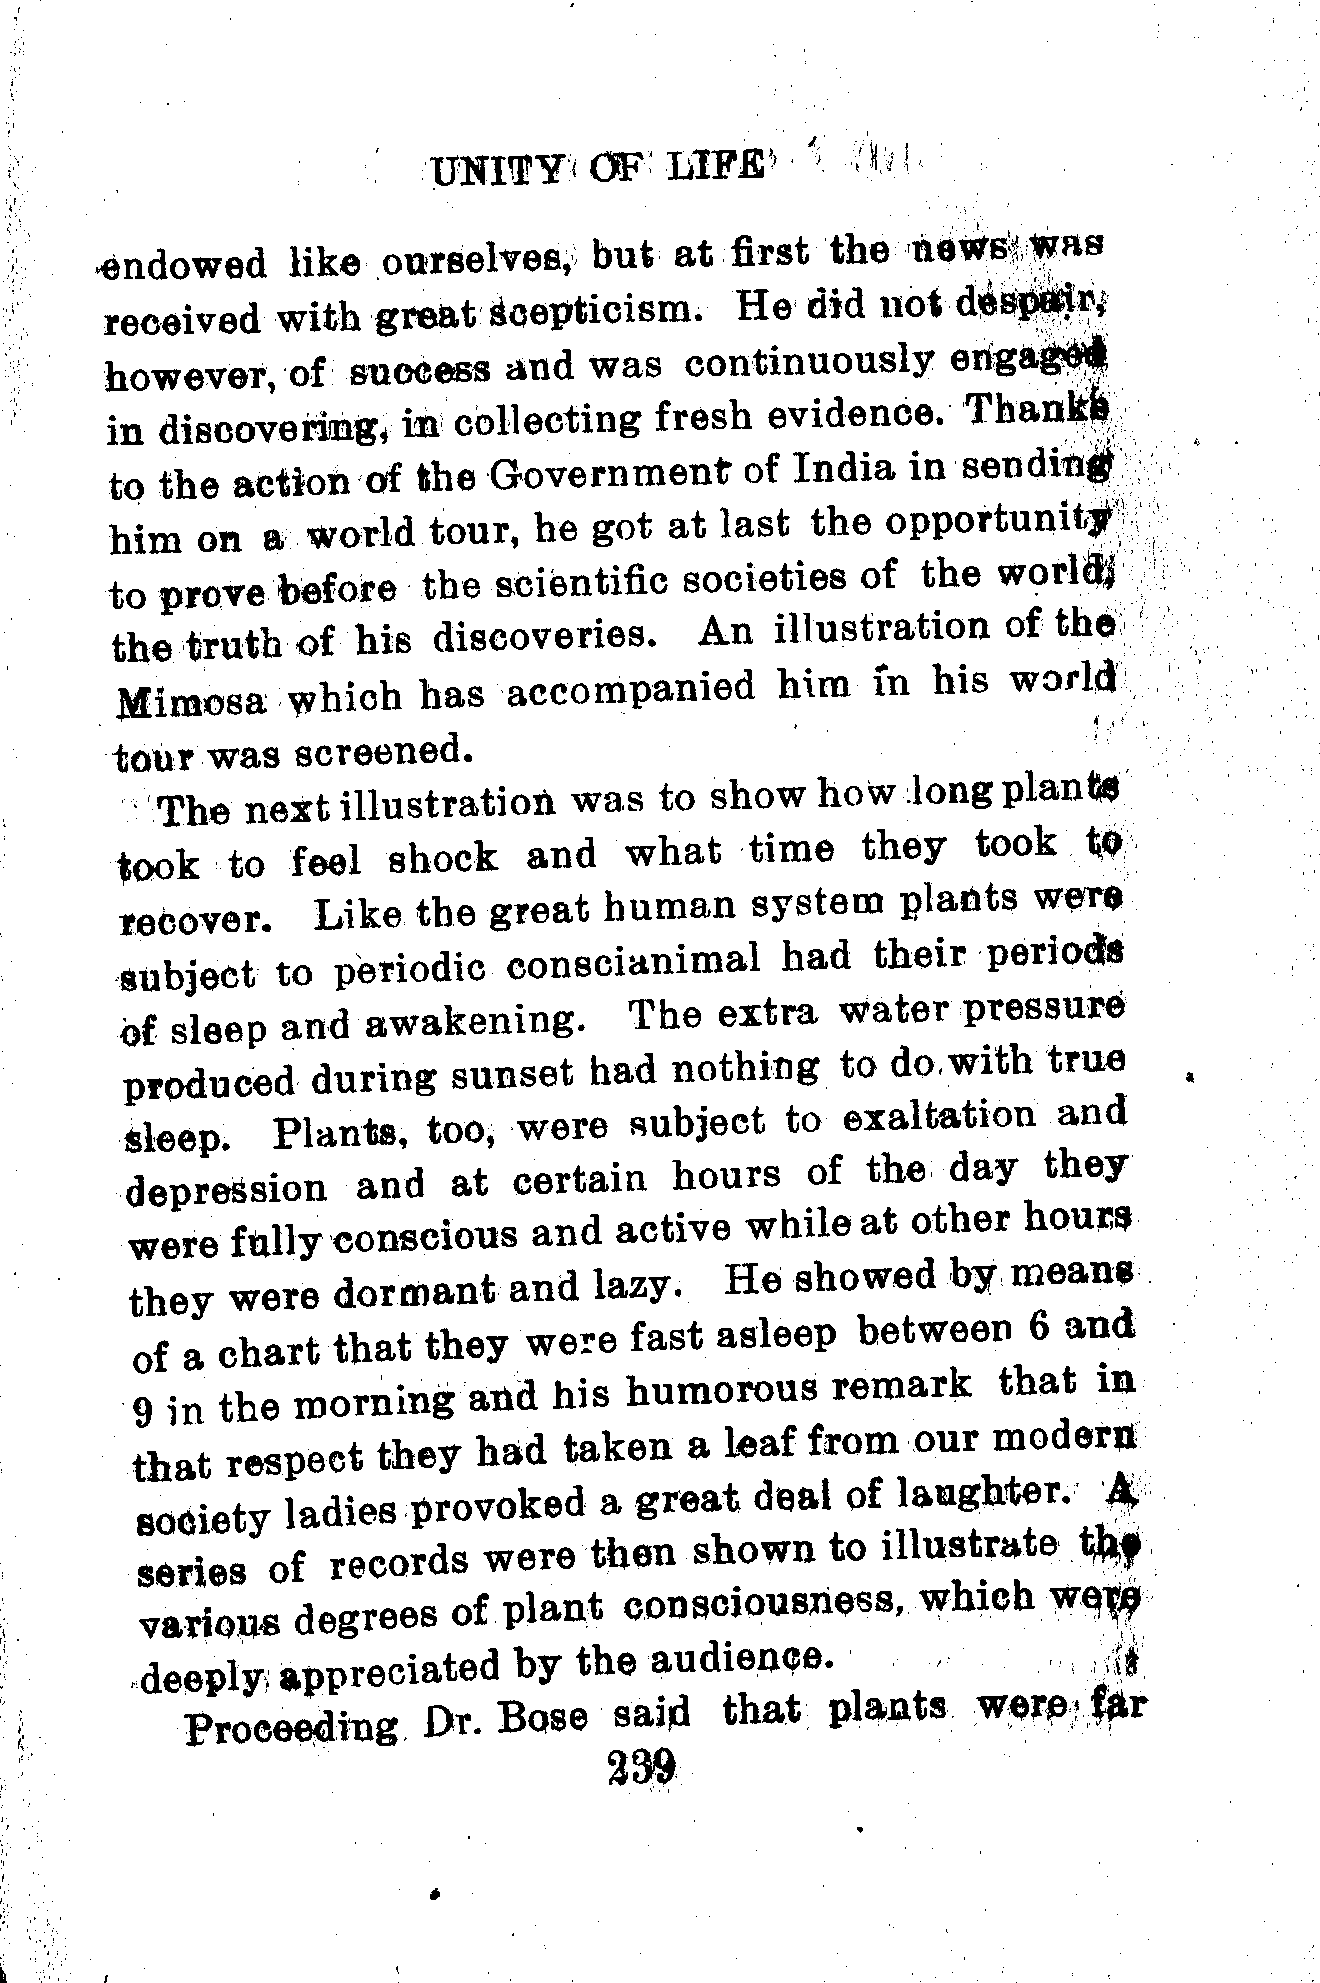 UNITY OF LIFE
endowed like ourselves, but at first the news was
received with great scepticism. He did not despair,
however, of success and was continuously engaged
in discovering, in collecting fresh evidence. Thanks
to the action of the Government of India in sending
him on a world tour, he got at last the opportunity
to prove before the scientific societies of the world,
the truth of his discoveries. An illustration of the
Mimosa which has accompanied him in his world
tour was screened.
The next illustration was to show how long plants
took to feel shock and what time they took to
recover. Like the great human system plants were
subject to periodic conscianimal had their periods
of sleep and awakening. The extra water pressure
produced during sunset had nothing to do with true
sleep. Plants, too, were subject to exaltation and
depression and at certain hours of the day they
were fully conscious and active while at other hours
they were dormant and lazy. He showed by means
of a chart that they were fast asleep between 6 and
9 in the morning and his humorous remark that in
that respect they had taken a leaf from our modern
society ladies provoked a great deal of laughter. A
series of records were then shown to illustrate the
various degrees of plant consciousness, which were
deeply appreciated by the audience.
Proceeding Dr. Bose said that plants were far
239